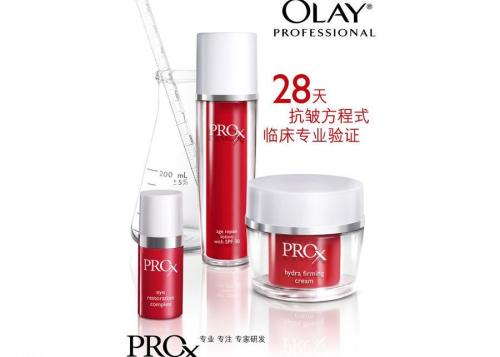 OLAY®
PROFESSIONAL
28天
抗皱方程式
临床专业验证
200 mL
±5%
PROX
age repair
lotion
with SPF 30
PROX
eye
restoration
complex
PROX
hydra firming
cream
PROX 专业 专注 专家研发